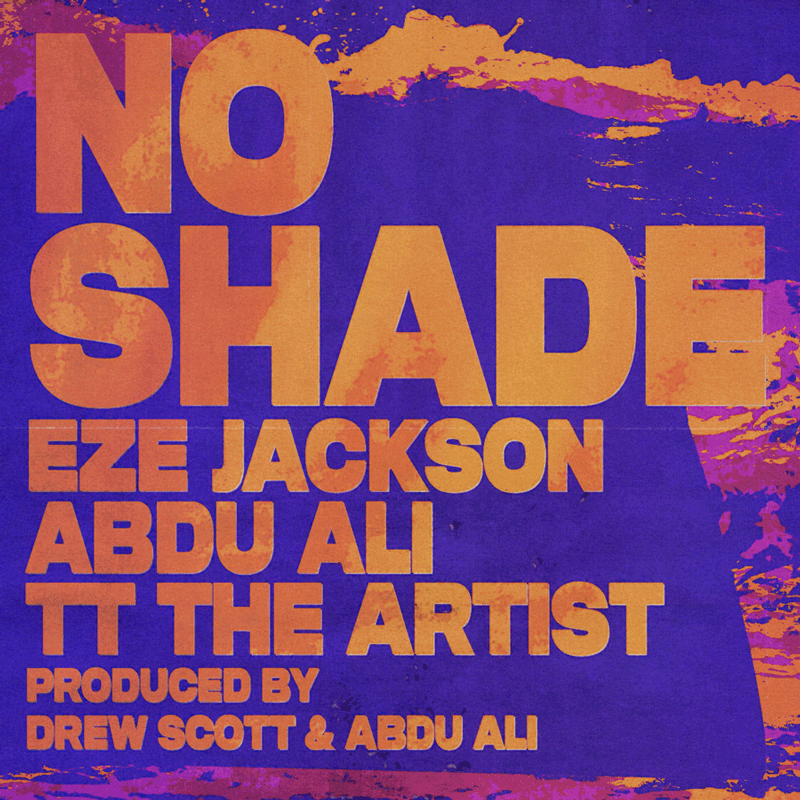 NO
SHADE
EZE JACKSON
ABDU ALI
TT THE ARTIST
PRODUCED BY
DREW SCOTT & ABDU ALI